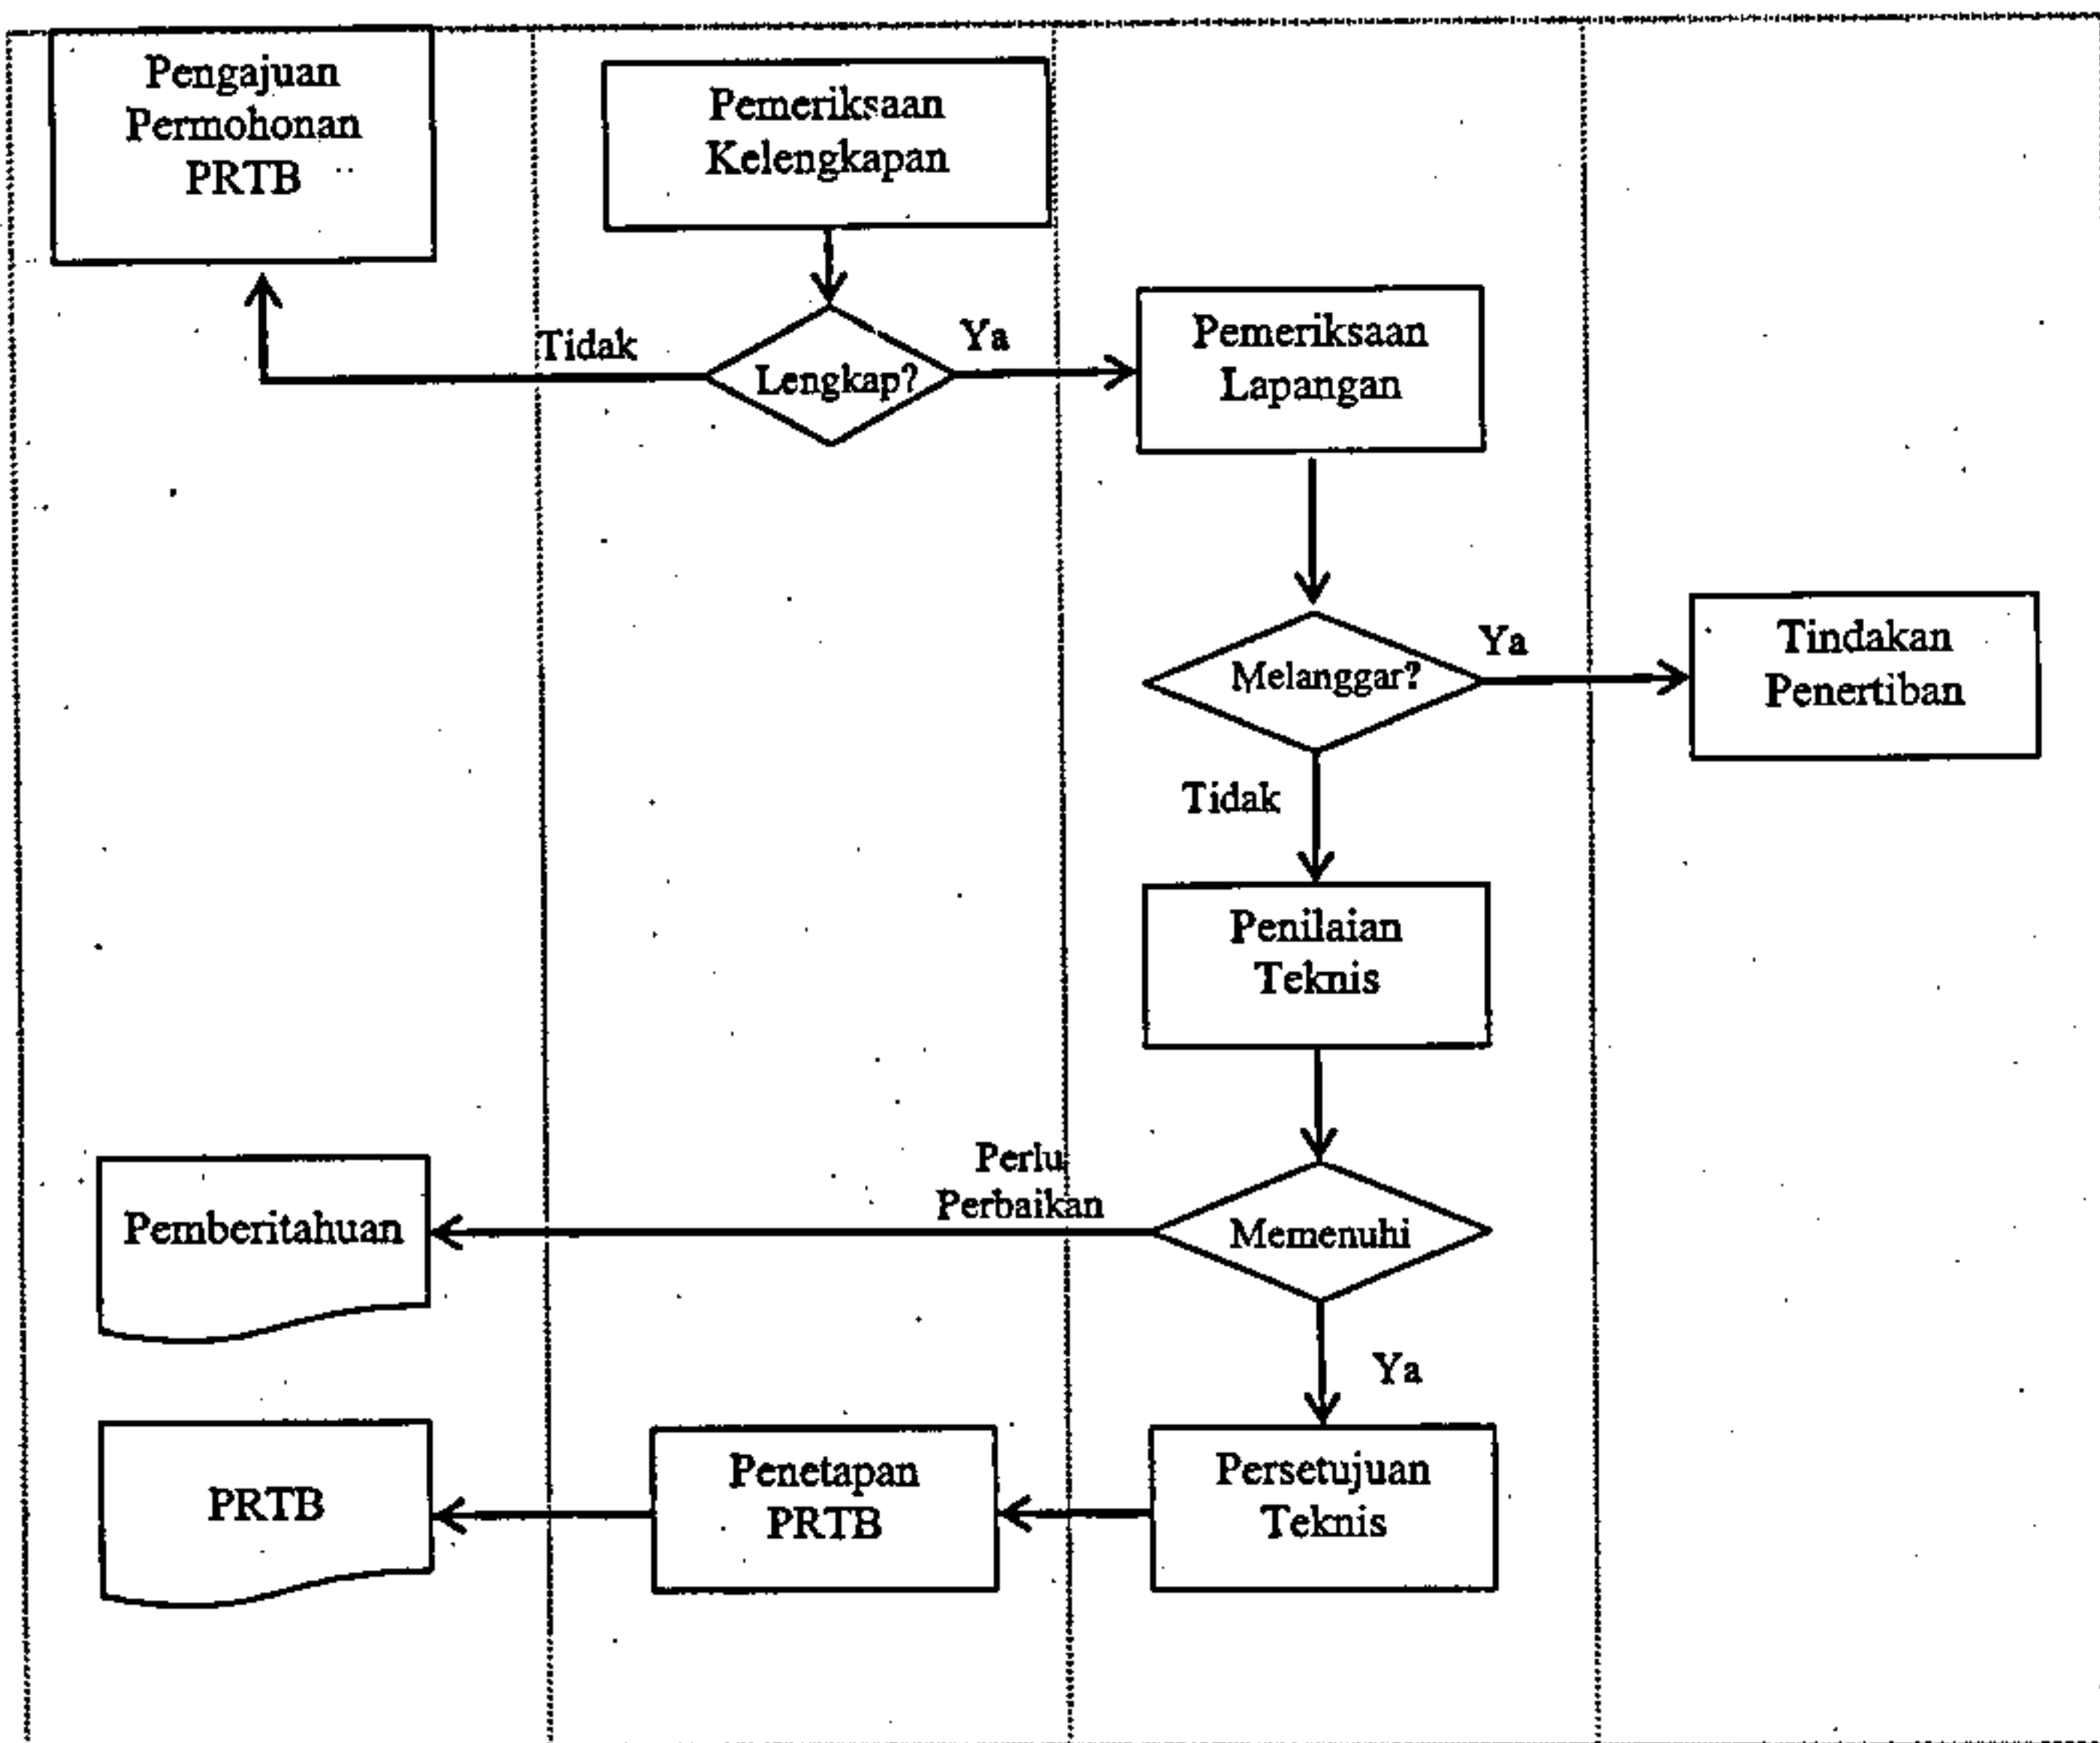 Pengajuan
Permohonan
PRTB
Pemeriksaan
Kelengkapan
Tidak
Lengkap?
Ya
Pemeriksaan
Lapangan
Melanggar?
Ya
Tindakan
Penertiban
Tidak
Penilaian
Teknis
Perlu
Perbaikan
Memenuhi
Pemberitahuan
Ya
PRTB
Penetapan
PRTB
Persetujuan
Teknis